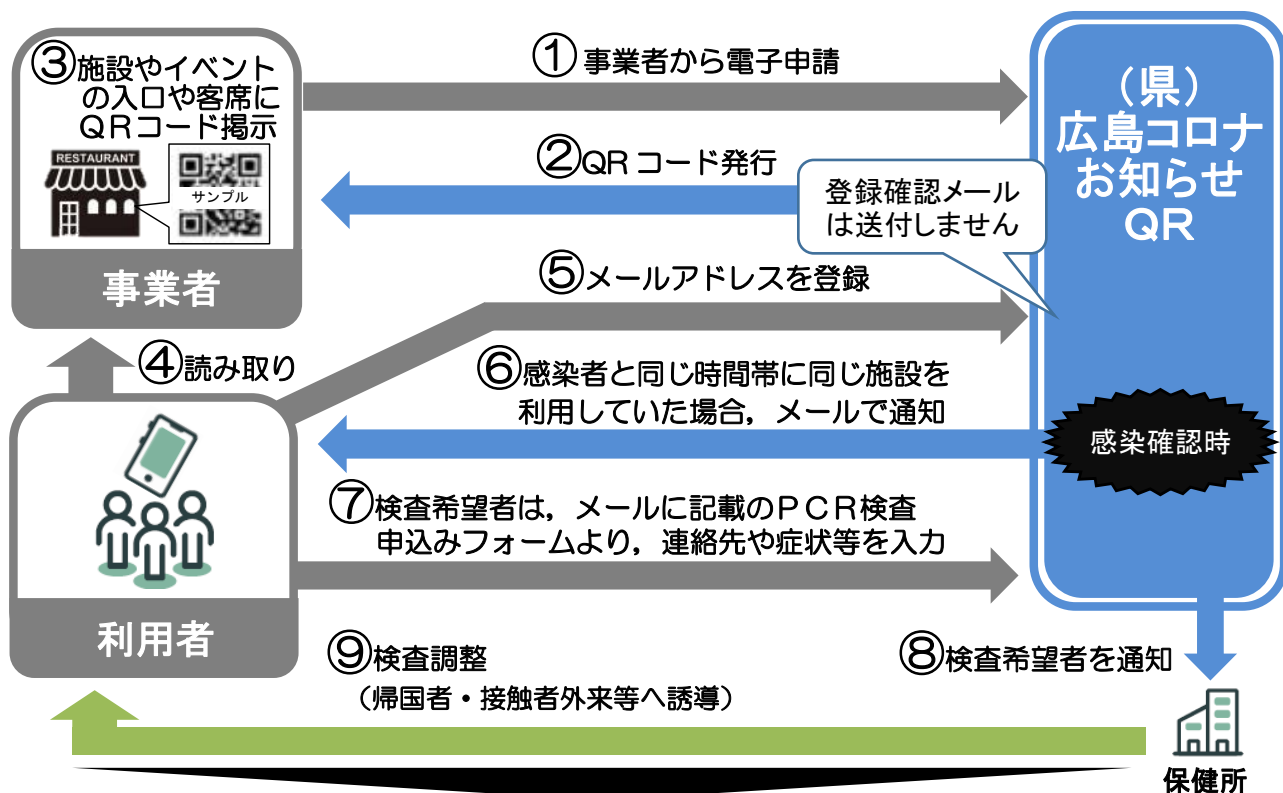 ①事業者から電子申請
②QRコード発行
③施設やイベント
の入口や客席に
QRコード掲示
RESTAURANT
サンプル
事業者
登録確認メール
は送付しません
(県)
広島コロナ
お知らせ
QR
④読み取り
⑤メールアドレスを登録
⑥感染者と同じ時間帯に同じ施設を
利用していた場合,メールで通知
感染確認時
⑦検査希望者は,メールに記載のPCR検査
申込みフォームより,連絡先や症状等を入力
利用者
⑧検査希望者を通知
⑨検査調整
(帰国者・接触者外来等へ誘導)
保健所